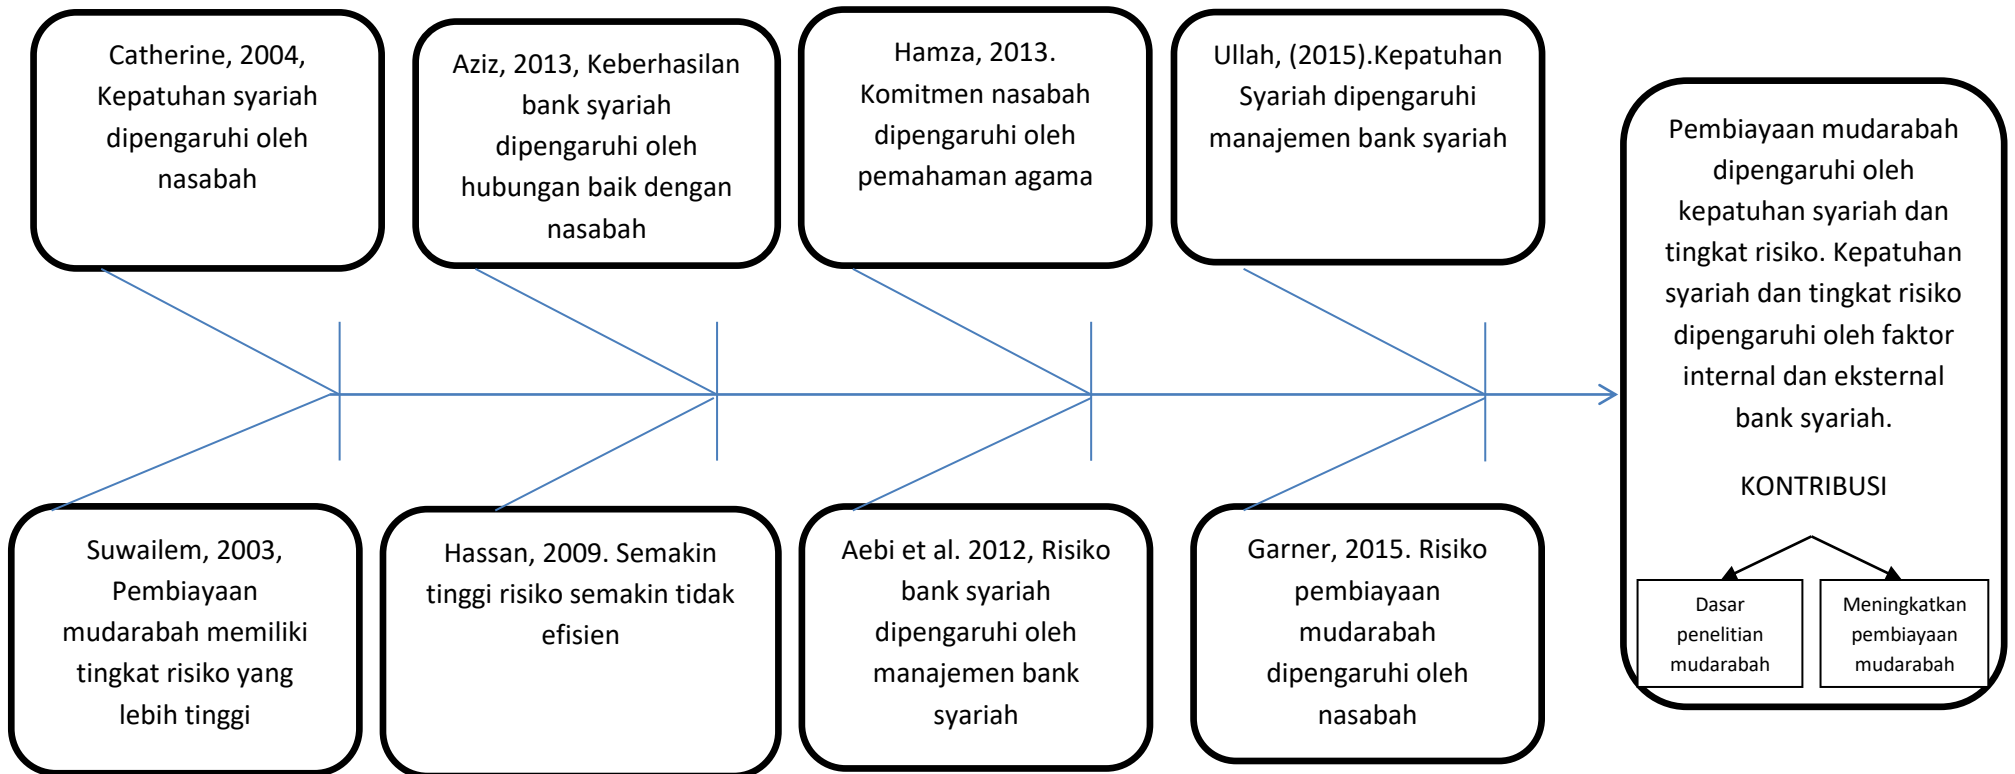 Catherine, 2004,
Kepatuhan syariah
dipengaruhi oleh
nasabah
Aziz, 2013, Keberhasilan
bank syariah
dipengaruhi oleh
hubungan baik dengan
nasabah
Hamza, 2013.
Komitmen nasabah
dipengaruhi oleh
pemahaman agama
Ullah, (2015).Kepatuhan
Syariah dipengaruhi
manajemen bank syariah
Pembiayaan mudarabah
dipengaruhi oleh
kepatuhan syariah dan
tingkat risiko. Kepatuhan
syariah dan tingkat risiko
dipengaruhi oleh faktor
internal dan eksternal
bank syariah.
KONTRIBUSI
Dasar
penelitian
mudarabah
Meningkatkan
pembiayaan
mudarabah
Suwailem, 2003,
Pembiayaan
mudarabah memiliki
tingkat risiko yang
lebih tinggi
Hassan, 2009. Semakin
tinggi risiko semakin tidak
efisien
Aebi et al. 2012, Risiko
bank syariah
dipengaruhi oleh
manajemen bank
syariah
Garner, 2015. Risiko
pembiayaan
mudarabah
dipengaruhi oleh
nasabah